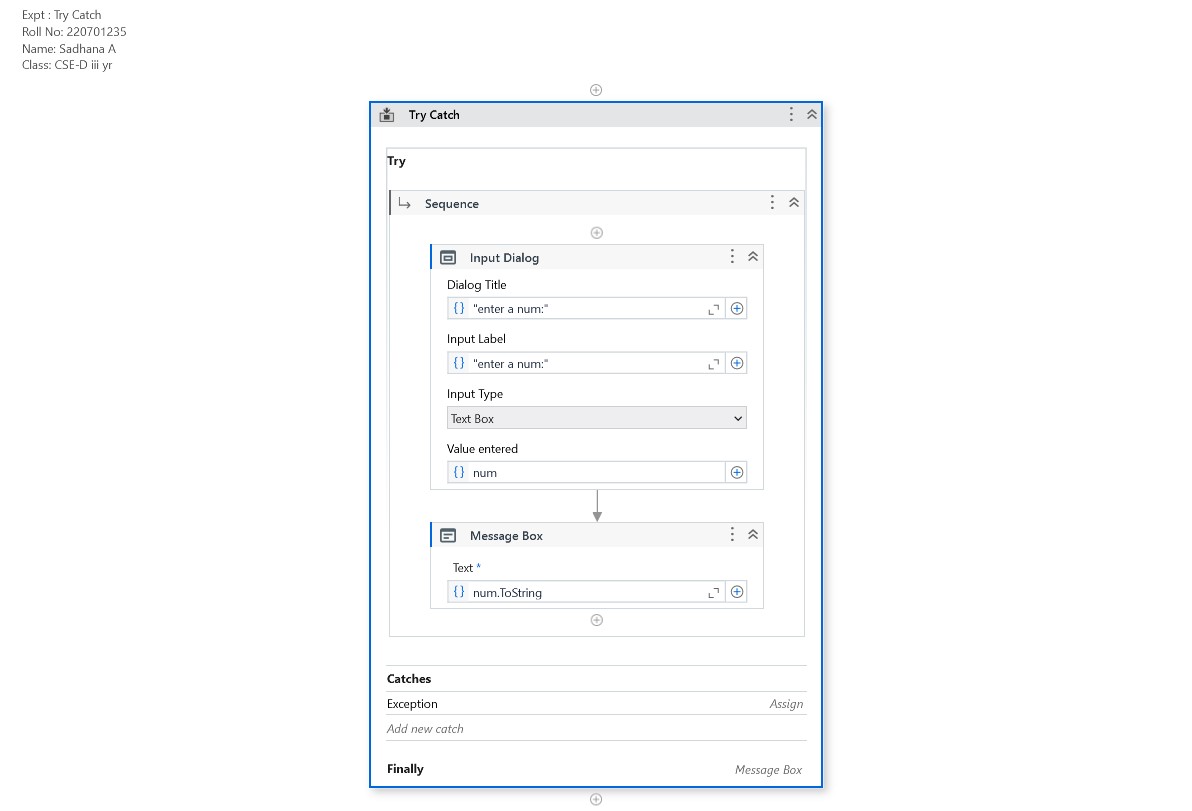 Expt : Try Catch
Roll No: 220701235
Name: Sadhana A
Class: CSE-D iii yr
Try Catch
Try
Sequence
Input Dialog
Dialog Title
{} "enter a num:"
Input Label
{} "enter a num:"
Input Type
Text Box
Value entered
{} num
Message Box
Text *
{} num.ToString
Catches
Exception Assign
Add new catch
Finally Message Box